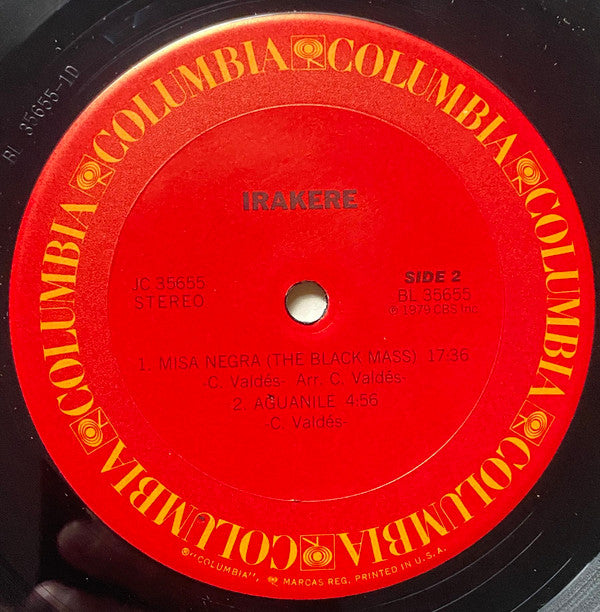 COLUMBIA COLUMBIA COLUMBIA COLUMBIA COLUMBIA COLUMBIA
BL 35655-1D
IRAKERE
JC 35655
STEREO
SIDE 2
BL 35655
℗ 1979 CBS Inc.
1. MISA NEGRA (THE BLACK MASS) 17:36
-C. Valdés- Arr. C. Valdés-
2. AGUANILE 4:56
-C. Valdés-
®"COLUMBIA", MARCAS REG. PRINTED IN U.S.A.